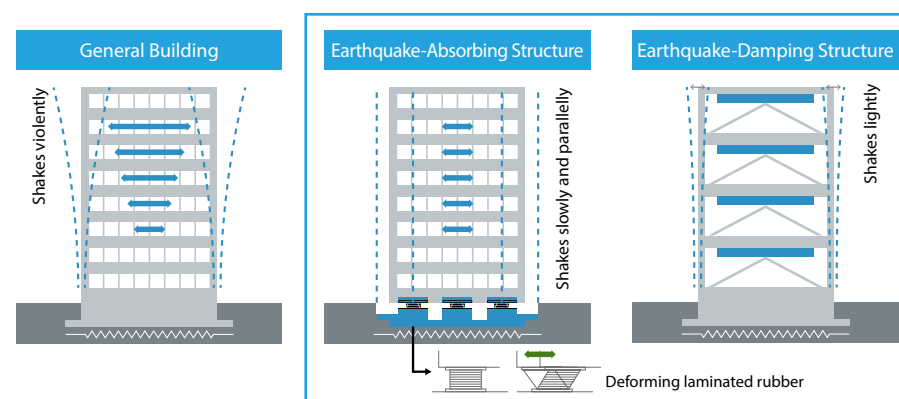 General Building
Earthquake-Absorbing Structure
Earthquake-Damping Structure
Shakes violently
Shakes slowly and parallelly
Shakes lightly
Deforming laminated rubber